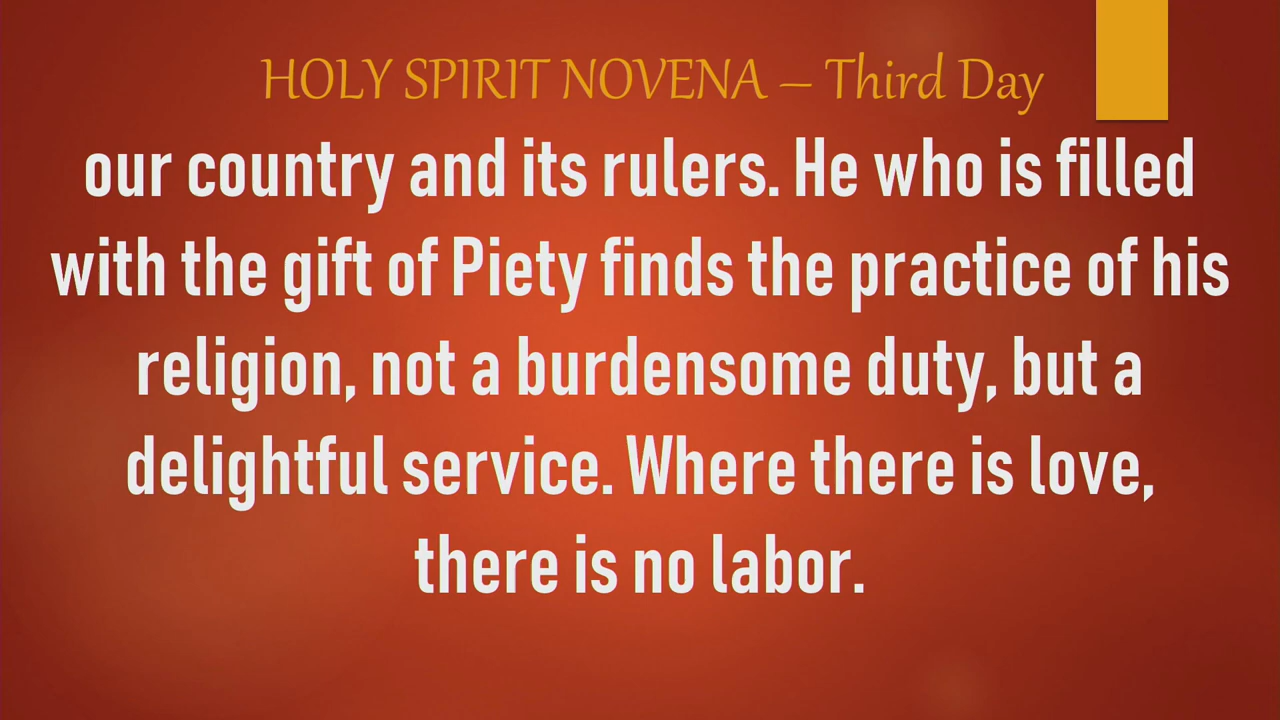 HOLY SPIRIT NOVENA – Third Day
our country and its rulers. He who is filled
with the gift of Piety finds the practice of his
religion, not a burdensome duty, but a
delightful service. Where there is love,
there is no labor.